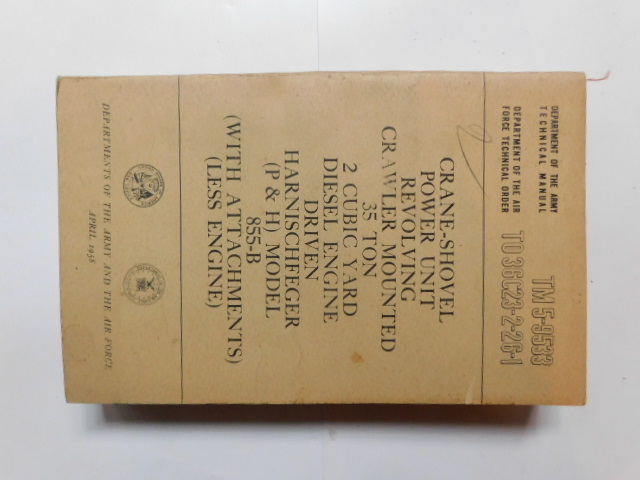 DEPARTMENT OF THE ARMY
TECHNICAL MANUAL
TM 5-9533
DEPARTMENT OF THE AIR
FORCE TECHNICAL ORDER
TO 36C23-2-26-1
CRANE-SHOVEL
POWER UNIT
REVOLVING
CRAWLER MOUNTED
35 TON
2 CUBIC YARD
DIESEL ENGINE
DRIVEN
HARNISCHFEGER
(P & H) MODEL
855-B
(WITH ATTACHMENTS)
(LESS ENGINE)
DEPARTMENTS OF THE ARMY AND THE AIR FORCE
APRIL 1958